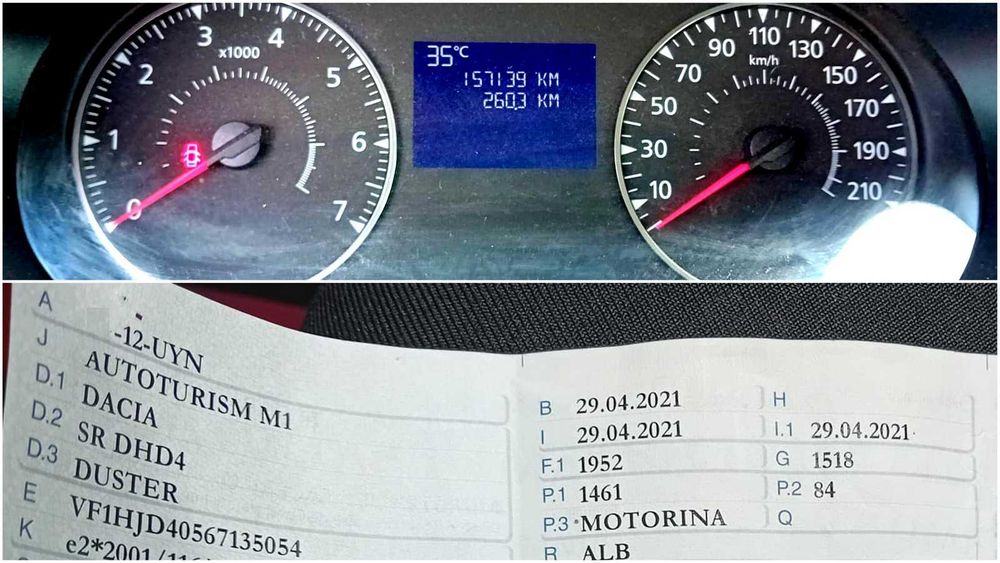 0 1 2 3 4 5 6 7
x1000
35°C
157139 KM
260.3 KM
10 30 50 70 90 110 130 150 170 190 210
km/h
A -12-UYN
J AUTOTURISM M1
D.1 DACIA
D.2 SR DHD4
D.3 DUSTER
E VF1HJD40567135054
K e2*2001/116
B 29.04.2021 H
I 29.04.2021 I.1 29.04.2021
F.1 1952 G 1518
P.1 1461 P.2 84
P.3 MOTORINA Q
R ALB